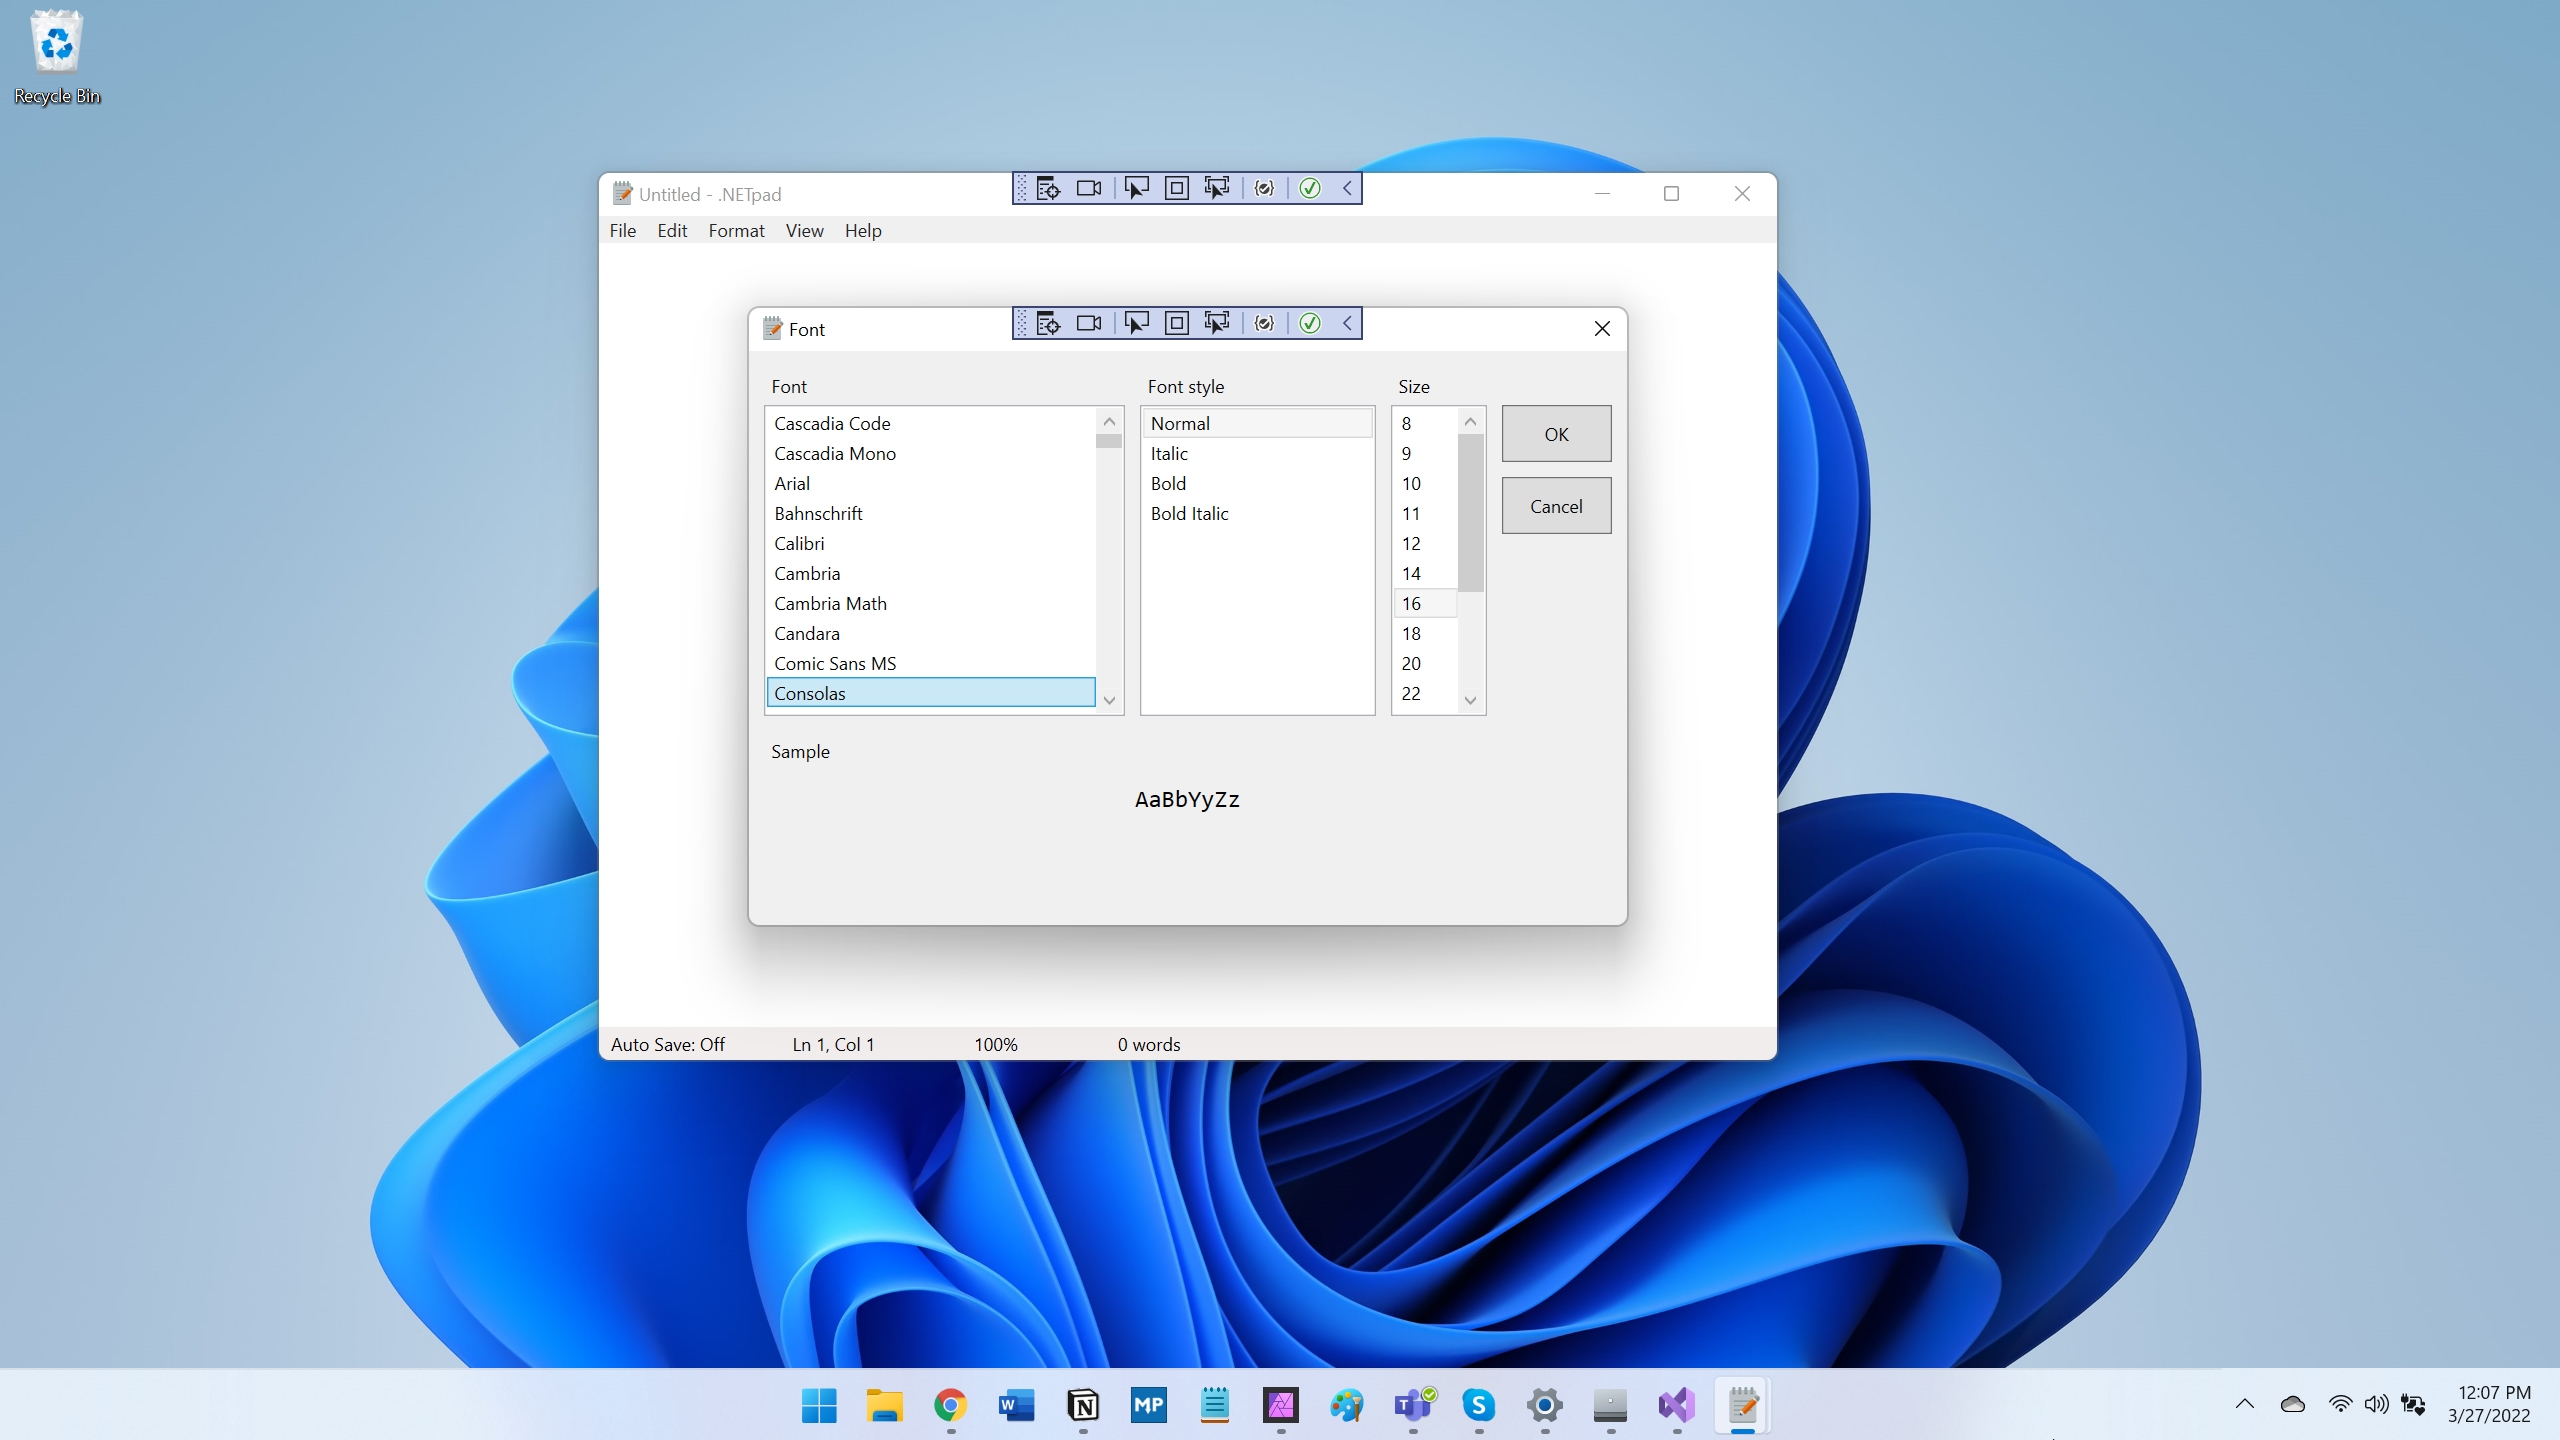 Recycle Bin
Untitled - .NETpad
File Edit Format View Help
Font
Font Font style Size
Cascadia Code
Cascadia Mono
Arial
Bahnschrift
Calibri
Cambria
Cambria Math
Candara
Comic Sans MS
Consolas
Normal
Italic
Bold
Bold Italic
8
9
10
11
12
14
16
18
20
22
OK
Cancel
Sample
AaBbYyZz
Auto Save: Off Ln 1, Col 1 100% 0 words
W N MP T S
12:07 PM
3/27/2022